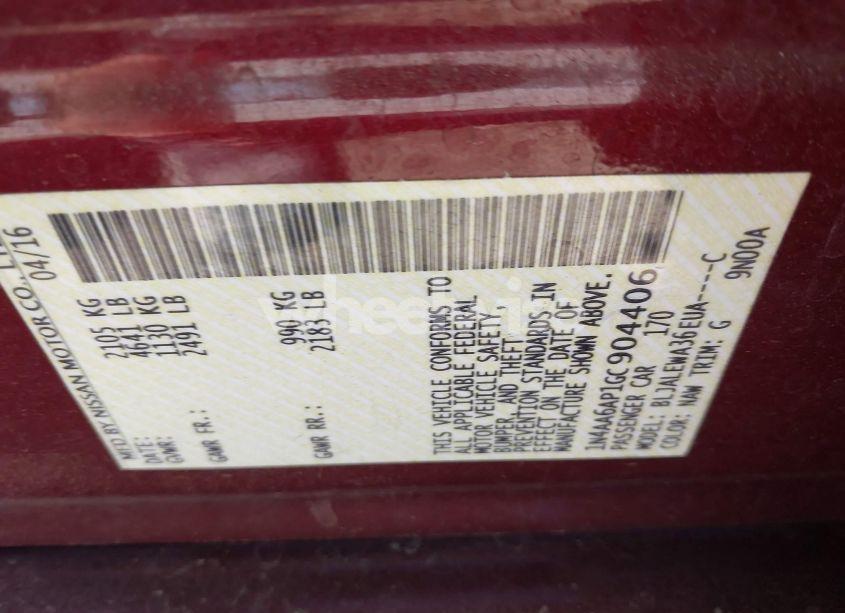 MFD BY NISSAN MOTOR CO., LTD
DATE: 04/16
GVWR: 2105 KG
4641 LB
GAWR FR.: 1130 KG
2491 LB
GAWR RR.: 990 KG
2183 LB
THIS VEHICLE CONFORMS TO
ALL APPLICABLE FEDERAL
MOTOR VEHICLE SAFETY,
BUMPER, AND THEFT
PREVENTION STANDARDS IN
EFFECT ON THE DATE OF
MANUFACTURE SHOWN ABOVE.
1N4AA6AP1GC904406
PASSENGER CAR 170
MODEL: BLJALEWA36EUA----C
COLOR: NAW TRIM: G 9N00A